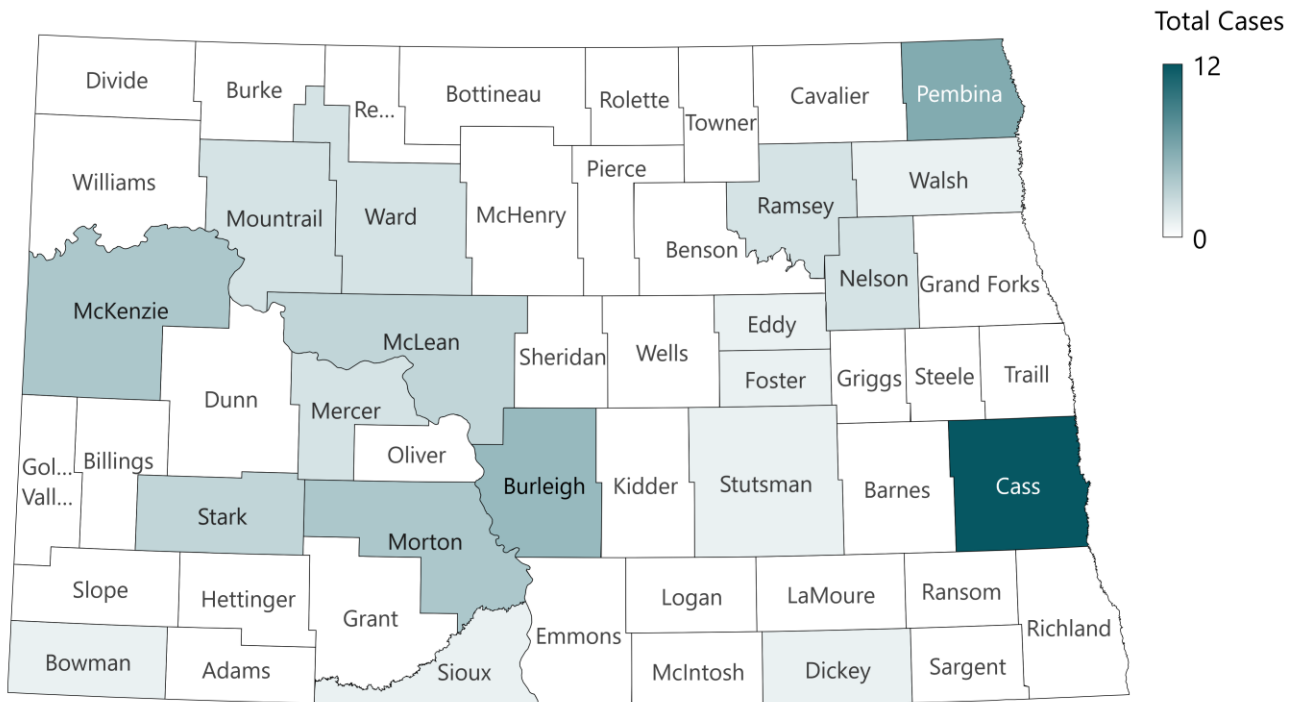 Total Cases
12
0
Divide
Burke
Re...
Bottineau
Rolette
Towner
Cavalier
Pembina
Williams
Mountrail
Ward
McHenry
Pierce
Benson
Ramsey
Walsh
Nelson
Grand Forks
McKenzie
McLean
Sheridan
Wells
Eddy
Foster
Griggs
Steele
Traill
Dunn
Mercer
Oliver
Gol...
Vall...
Billings
Stark
Morton
Burleigh
Kidder
Stutsman
Barnes
Cass
Slope
Hettinger
Grant
Emmons
Logan
LaMoure
Ransom
Richland
Bowman
Adams
Sioux
McIntosh
Dickey
Sargent